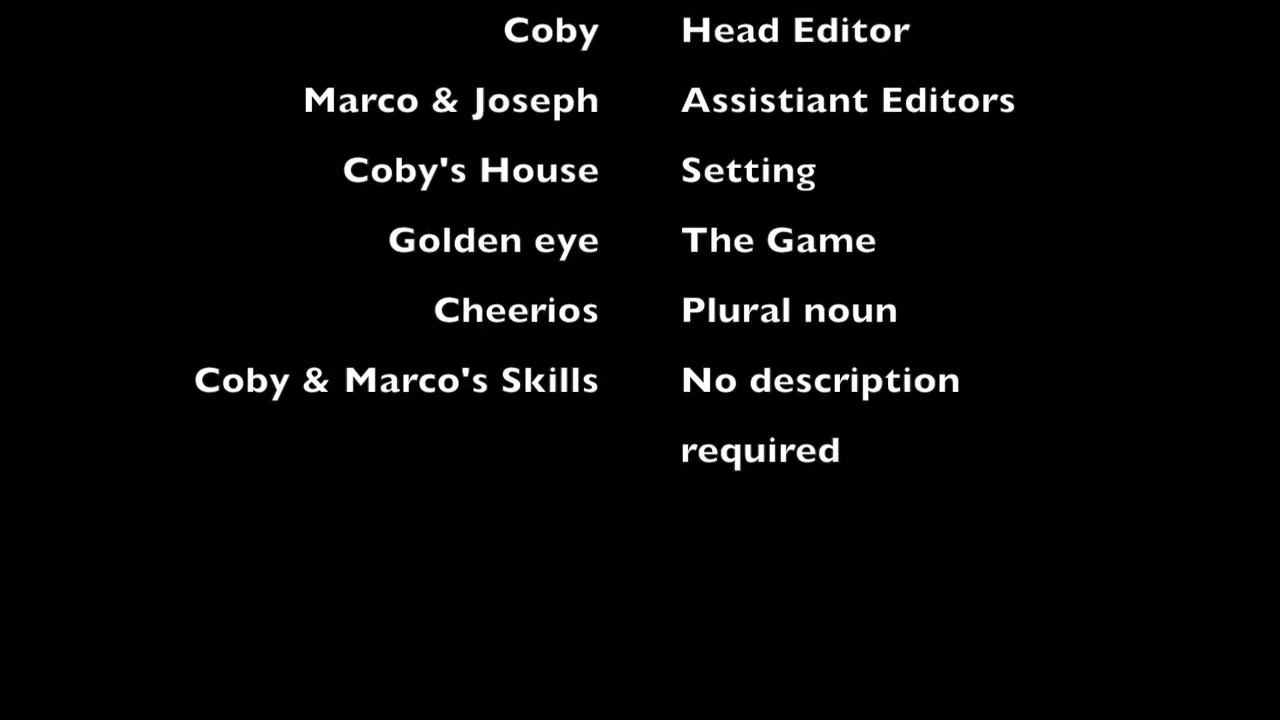 Coby Head Editor
Marco & Joseph Assistiant Editors
Coby's House Setting
Golden eye The Game
Cheerios Plural noun
Coby & Marco's Skills No description
required